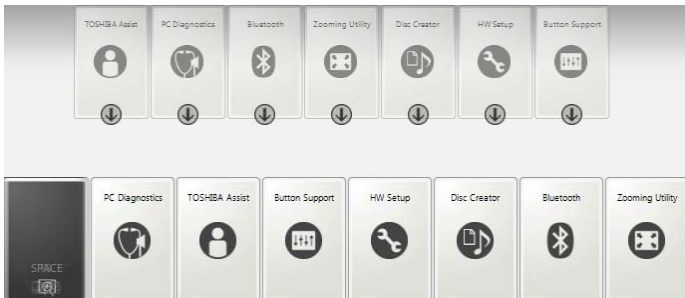 TOSHIBA Assist PC Diagnostics Bluetooth Zooming Utility Disc Creator HW Setup Button Support
PC Diagnostics TOSHIBA Assist Button Support HW Setup Disc Creator Bluetooth Zooming Utility
SPACE